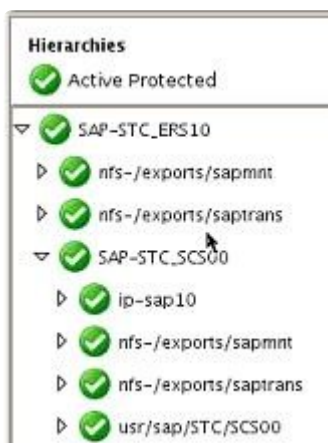 Hierarchies
Active Protected
SAP-STC_ERS10
nfs-/exports/sapmnt
nfs-/exports/saptrans
SAP-STC_SCS00
ip-sap10
nfs-/exports/sapmnt
nfs-/exports/saptrans
usr/sap/STC/SCS00